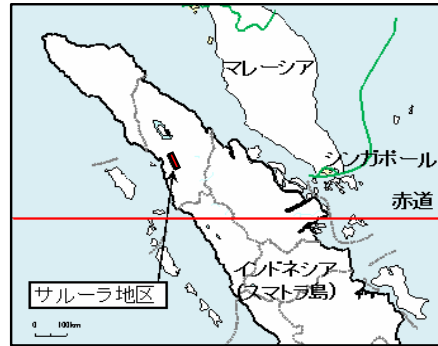 マレーシア
シンガポール
赤道
インドネシア
(スマトラ島)
サルーラ地区
0 100km